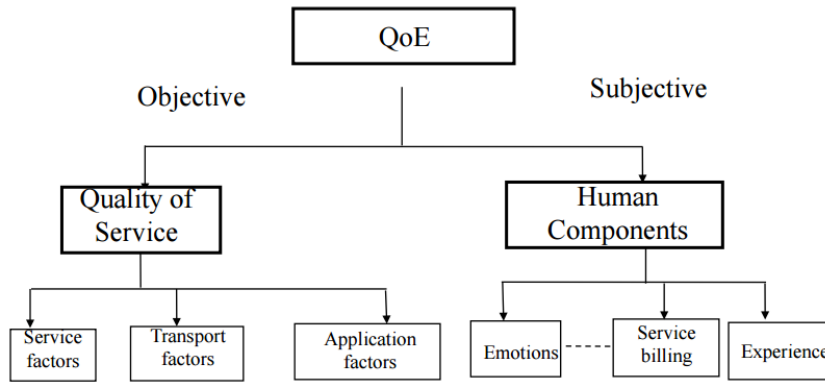 QoE
Objective
Subjective
Quality of
Service
Human
Components
Service
factors
Transport
factors
Application
factors
Emotions
Service
billing
Experience